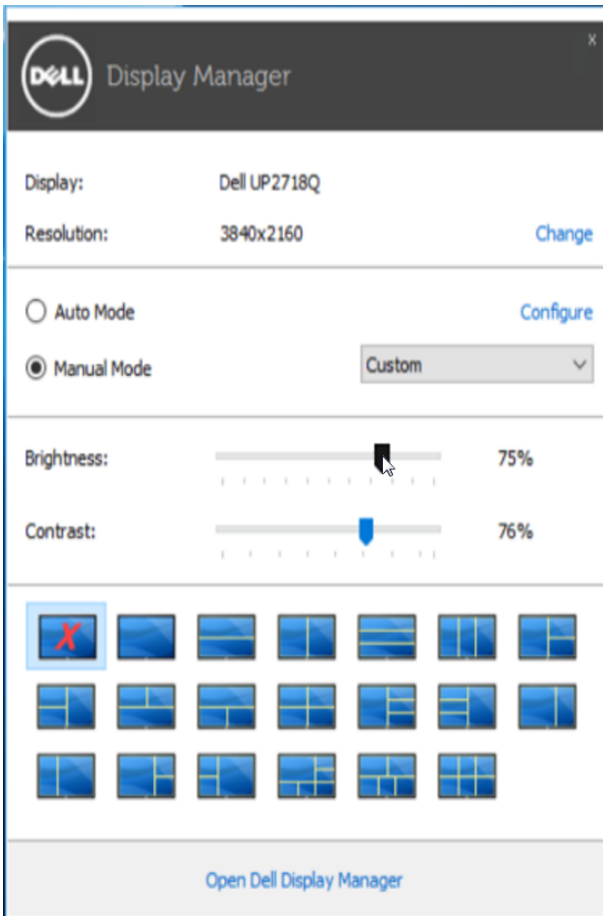 DELL Display Manager
x
Display: Dell UP2718Q
Resolution: 3840x2160 Change
Auto Mode Configure
Manual Mode Custom
Brightness: 75%
Contrast: 76%
X
Open Dell Display Manager